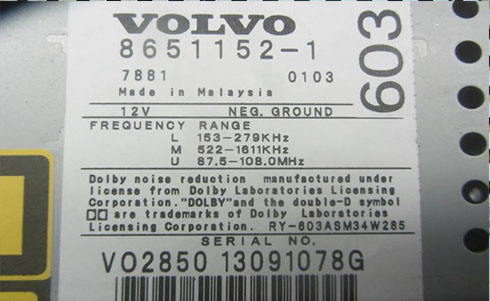 VOLVO
8651152-1
603
7881 0103
Made in Malaysia
12V NEG. GROUND
FREQUENCY RANGE
L 153-279KHz
M 522-1611KHz
U 87.5-108.0MHz
Dolby noise reduction manufactured under
license from Dolby Laboratories Licensing
Corporation. "DOLBY" and the double-D symbol
are trademarks of Dolby Laboratories
Licensing Corporation. RY-603ASM34W285
SERIAL NO.
VO2850 13091078G